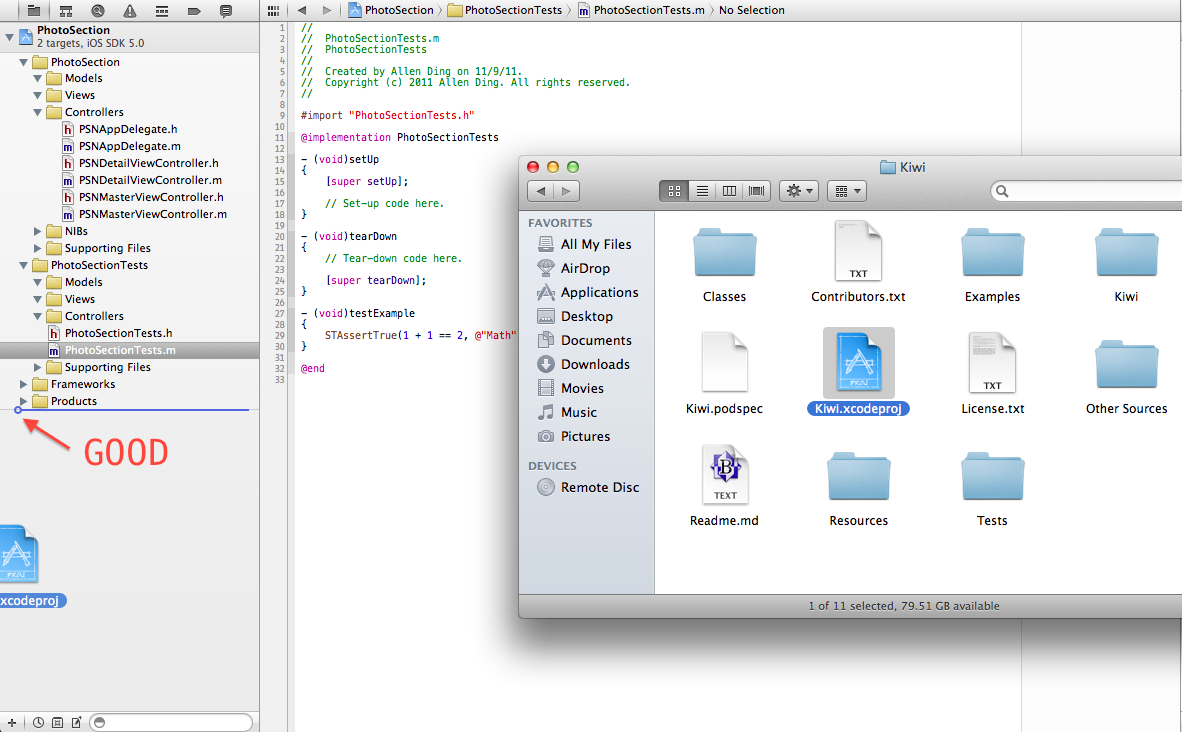 PhotoSection
2 targets, iOS SDK 5.0
PhotoSection
Models
Views
Controllers
PSNAppDelegate.h
PSNAppDelegate.m
PSNDetailViewController.h
PSNDetailViewController.m
PSNMasterViewController.h
PSNMasterViewController.m
NIBs
Supporting Files
PhotoSectionTests
Models
Views
Controllers
PhotoSectionTests.h
PhotoSectionTests.m
Supporting Files
Frameworks
Products
GOOD
PROJ
xcodeproj
PhotoSection PhotoSectionTests PhotoSectionTests.m No Selection
1 //
2 //  PhotoSectionTests.m
3 //  PhotoSectionTests
4 //
5 //  Created by Allen Ding on 11/9/11.
6 //  Copyright (c) 2011 Allen Ding. All rights reserved.
7 //
8
9 #import "PhotoSectionTests.h"
10
11 @implementation PhotoSectionTests
12
13 - (void)setUp
14 {
15     [super setUp];
16
17     // Set-up code here.
18 }
19
20 - (void)tearDown
21 {
22     // Tear-down code here.
23
24     [super tearDown];
25 }
26
27 - (void)testExample
28 {
29     STAssertTrue(1 + 1 == 2, @"Math"
30 }
31
32 @end
33
Kiwi
FAVORITES
All My Files
AirDrop
Applications
Desktop
Documents
Downloads
Movies
Music
Pictures
DEVICES
Remote Disc
TXT
Classes Contributors.txt Examples Kiwi
PROJ TXT
Kiwi.podspec Kiwi.xcodeproj License.txt Other Sources
B
TEXT
Readme.md Resources Tests
1 of 11 selected, 79.51 GB available